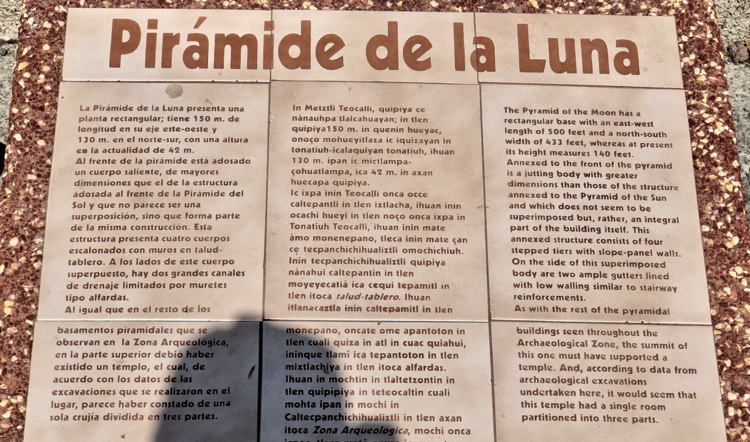 Pirámide de la Luna
La Pirámide de la Luna presenta una
planta rectangular; tiene 150 m. de
longitud en su eje este-oeste y
130 m. en el norte-sur, con una altura
en la actualidad de 42 m.
Al frente de la pirámide está adosado
un cuerpo saliente, de mayores
dimensiones que el de la estructura
adosada al frente de la Pirámide del
Sol y que no parece ser una
superposición, sino que forma parte
de la misma construcción. Esta
estructura presenta cuatro cuerpos
escalonados con muros en talud-
tablero. A los lados de este cuerpo
superpuesto, hay dos grandes canales
de drenaje limitados por muretes
tipo alfardas.
Al igual que en el resto de los
basamentos piramidales que se
observan en la Zona Arqueológica,
en la parte superior debió haber
existido un templo, el cual, de
acuerdo con los datos de las
excavaciones que se realizaron en el
lugar, parece haber constado de una
sola crujía dividida en tres partes.
In Metztli Teocalli, quipiya ce
nánauhpa tlalcahuayan; in tlen
quipiya150 m. in quenin hueyac,
onoço mohueyitlaza ic iquizayan in
tonatiuh-icalaquiyan tonatiuh, ihuan
130 m. ipan ic mictlampa-
çohuatlampa, ica 42 m. in axan
huecapa quipiya.
Ic ixpa inin Teocalli onca occe
caltepantli in tlen ixtlacha, ihuan inin
ocachi hueyi in tlen noço onca ixpa in
Tonatiuh Teocalli, ihuan inin mate
ámo monenepano, tleca inin mate çan
çe tecpanchichihualiztli omochichiuh.
Inin tecpanchichihualiztli quipiya
nánahui caltepantin in tlen
moyeyecatiá ica cequi tepamitl in
tlen itoca talud-tablero. Ihuan
itlanacaztla inin caltepamitl in tlen
monepano, oncate ome apantoton in
tlen cuali quiza in atl in cuac quiahui,
ininque tlami ica tepantoton in tlen
mixtlachiya in tlen itoca alfardas.
Ihuan in mochtin in tlaltetzontin in
tlen quipipiya in teteocaltin cuali
mohta ipan in mochi in
Caltecpanchichihualiztli in tlen axan
itoca Zona Arqueologica, mochi onca
The Pyramid of the Moon has a
rectangular base with an east-west
length of 500 feet and a north-south
width of 433 feet, whereas at present
its height measures 140 feet.
Annexed to the front of the pyramid
is a jutting body with greater
dimensions than those of the structure
annexed to the Pyramid of the Sun
and which does not seem to be
superimposed but, rather, an integral
part of the building itself. This
annexed structure consists of four
stepped tiers with slope-panel walls.
On the side of this superimposed
body are two ample gutters lined
with low walling similar to stairway
reinforcements.
As with the rest of the pyramidal
buildings seen throughout the
Archaeological Zone, the summit of
this one must have supported a
temple. And, according to data from
archaeological excavations
undertaken here, it would seem that
this temple had a single room
partitioned into three parts.